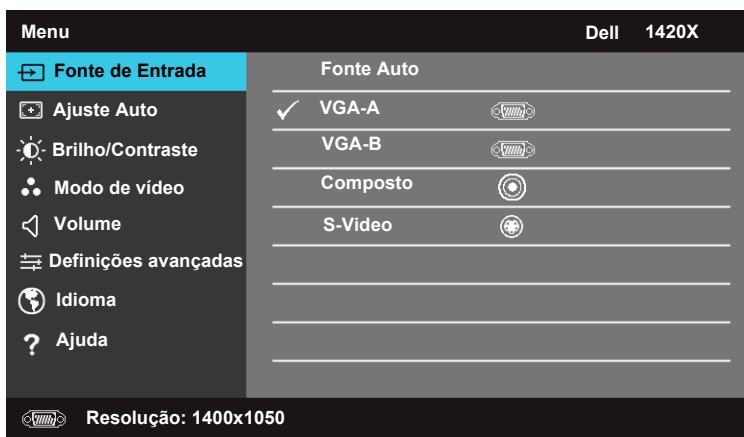 Menu Dell 1420X
Fonte de Entrada Fonte Auto
Ajuste Auto VGA-A
Brilho/Contraste VGA-B
Modo de vídeo Composto
Volume S-Video
Definições avançadas
Idioma
? Ajuda
Resolução: 1400x1050